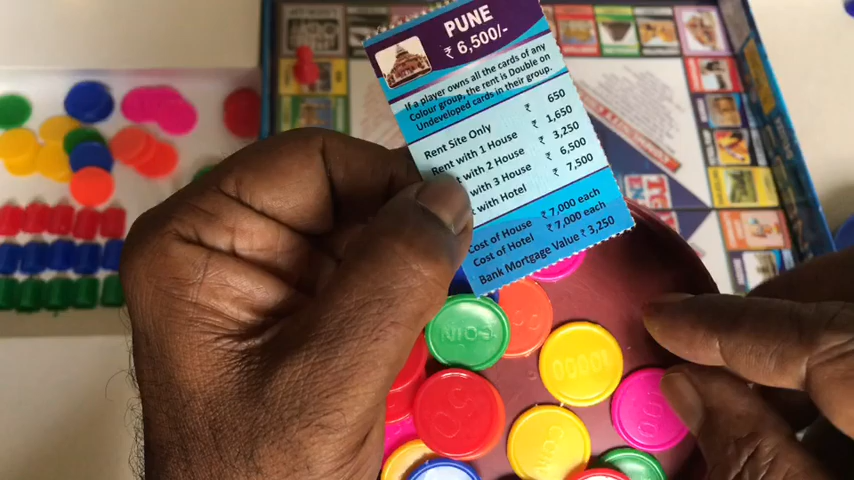 PUNE
₹ 6,500/-
If a player owns all the cards of any
Colour group, the rent is Double on
Undeveloped cards in their group.
Rent Site Only ₹ 650
Rent with 1 House ₹ 1,650
with 2 House ₹ 3,250
with 3 House ₹ 6,500
with Hotel ₹ 7,500
Cost of House ₹ 7,000 each
Cost of Hotel ₹ 7,000 each
Bank Mortgage Value ₹ 3,250
COIN
50
10000
COIN